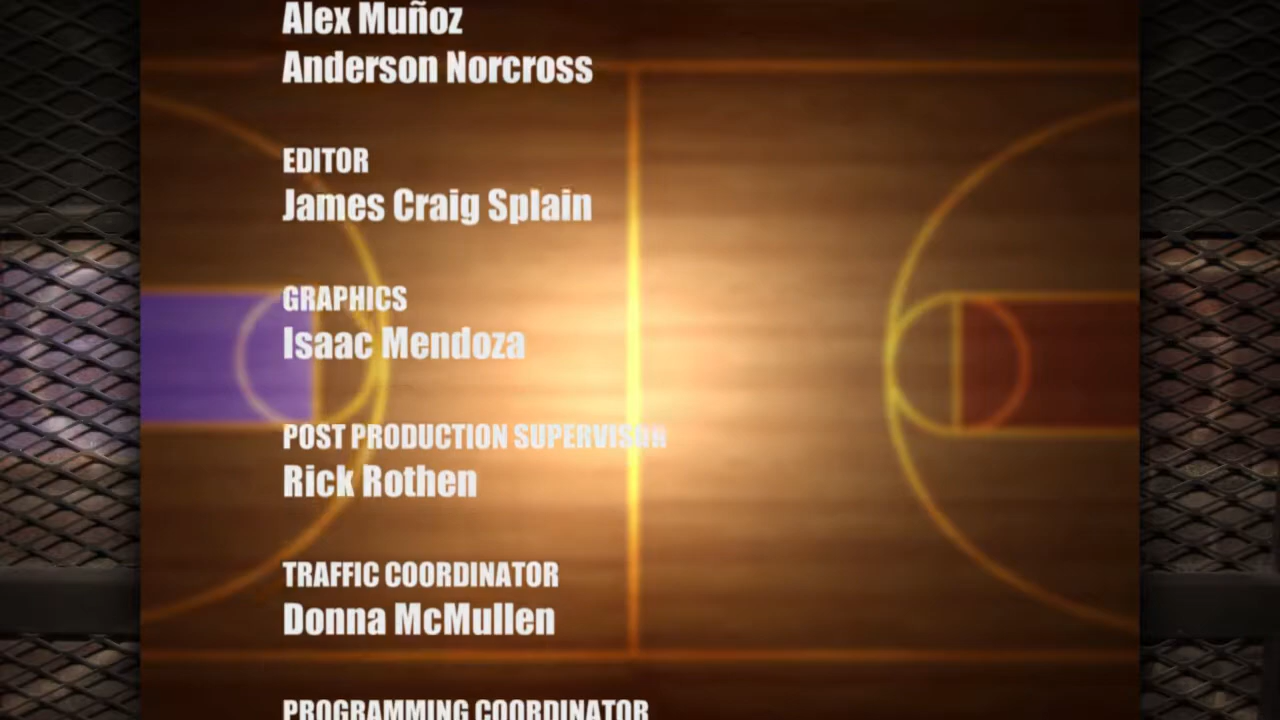 Alex Muñoz
Anderson Norcross
EDITOR
James Craig Splain
GRAPHICS
Isaac Mendoza
POST PRODUCTION SUPERVISOR
Rick Rothen
TRAFFIC COORDINATOR
Donna McMullen
PROGRAMMING COORDINATOR